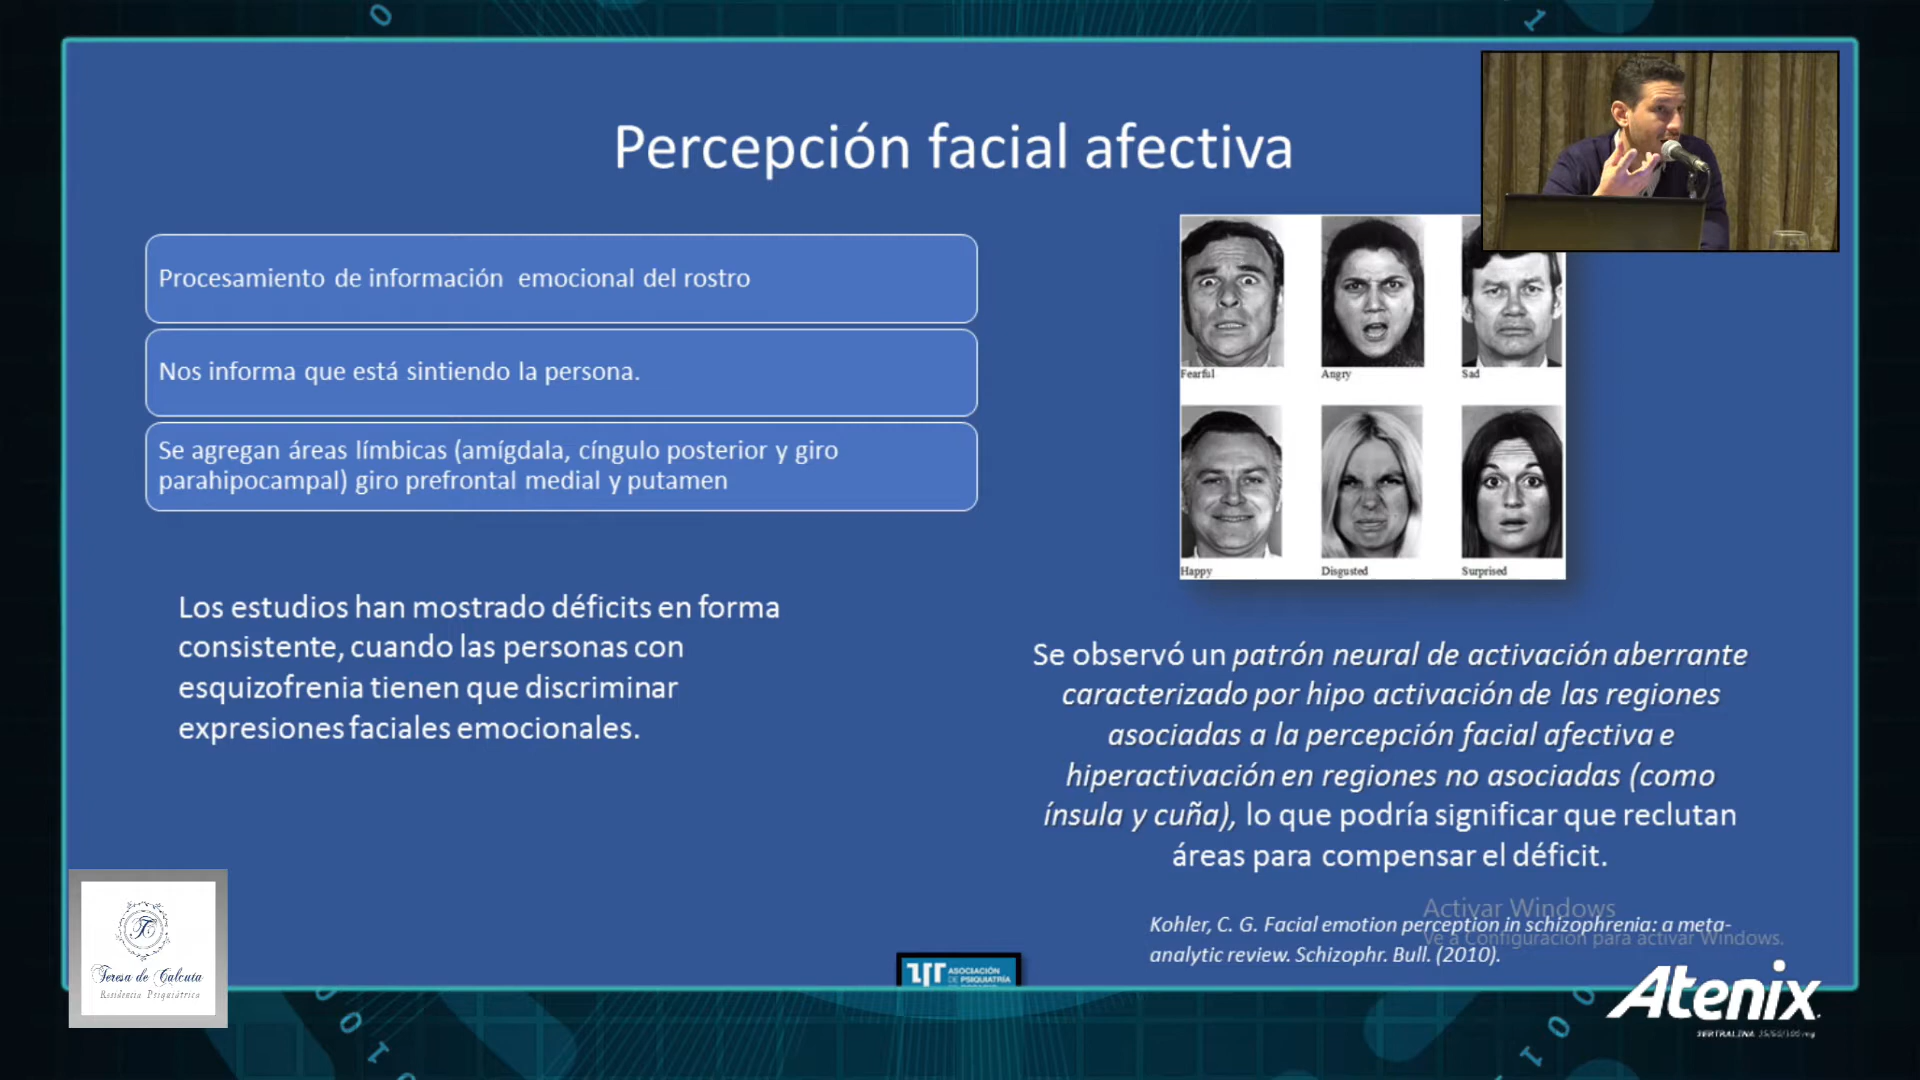 Percepción facial afectiva
Procesamiento de información emocional del rostro
Nos informa que está sintiendo la persona.
Se agregan áreas límbicas (amígdala, cíngulo posterior y giro
parahipocampal) giro prefrontal medial y putamen
Los estudios han mostrado déficits en forma
consistente, cuando las personas con
esquizofrenia tienen que discriminar
expresiones faciales emocionales.
Fearful
Angry
Sad
Happy
Disgusted
Surprised
Se observó un patrón neural de activación aberrante
caracterizado por hipo activación de las regiones
asociadas a la percepción facial afectiva e
hiperactivación en regiones no asociadas (como
ínsula y cuña), lo que podría significar que reclutan
áreas para compensar el déficit.
Kohler, C. G. Facial emotion perception in schizophrenia: a meta-
analytic review. Schizophr. Bull. (2010).
Activar Windows
Ve a Configuración para activar Windows.
TC
Teresa de Calcuta
Residencia Psiquiátrica
ASOCIACIÓN
DE PSIQUIATRÍA
Atenix
SERTRALINA 25/50/100 mg